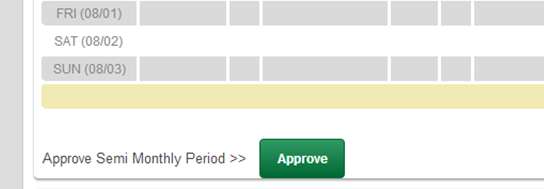 FRI (08/01)
SAT (08/02)
SUN (08/03)
Approve Semi Monthly Period >> Approve